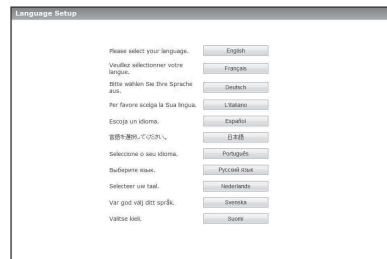 Language Setup
Please select your language.
English
Veuillez sélectionner votre
langue.
Français
Bitte wählen Sie Ihre Sprache
aus.
Deutsch
Per favore scelga la Sua lingua.
L'italiano
Escoja un idioma.
Español
言語を選択してください。
日本語
Seleccione o seu idioma.
Português
Выберите язык.
Русский язык
Selecteer uw taal.
Nederlands
Var god välj ditt språk.
Svenska
Valitse kieli.
Suomi